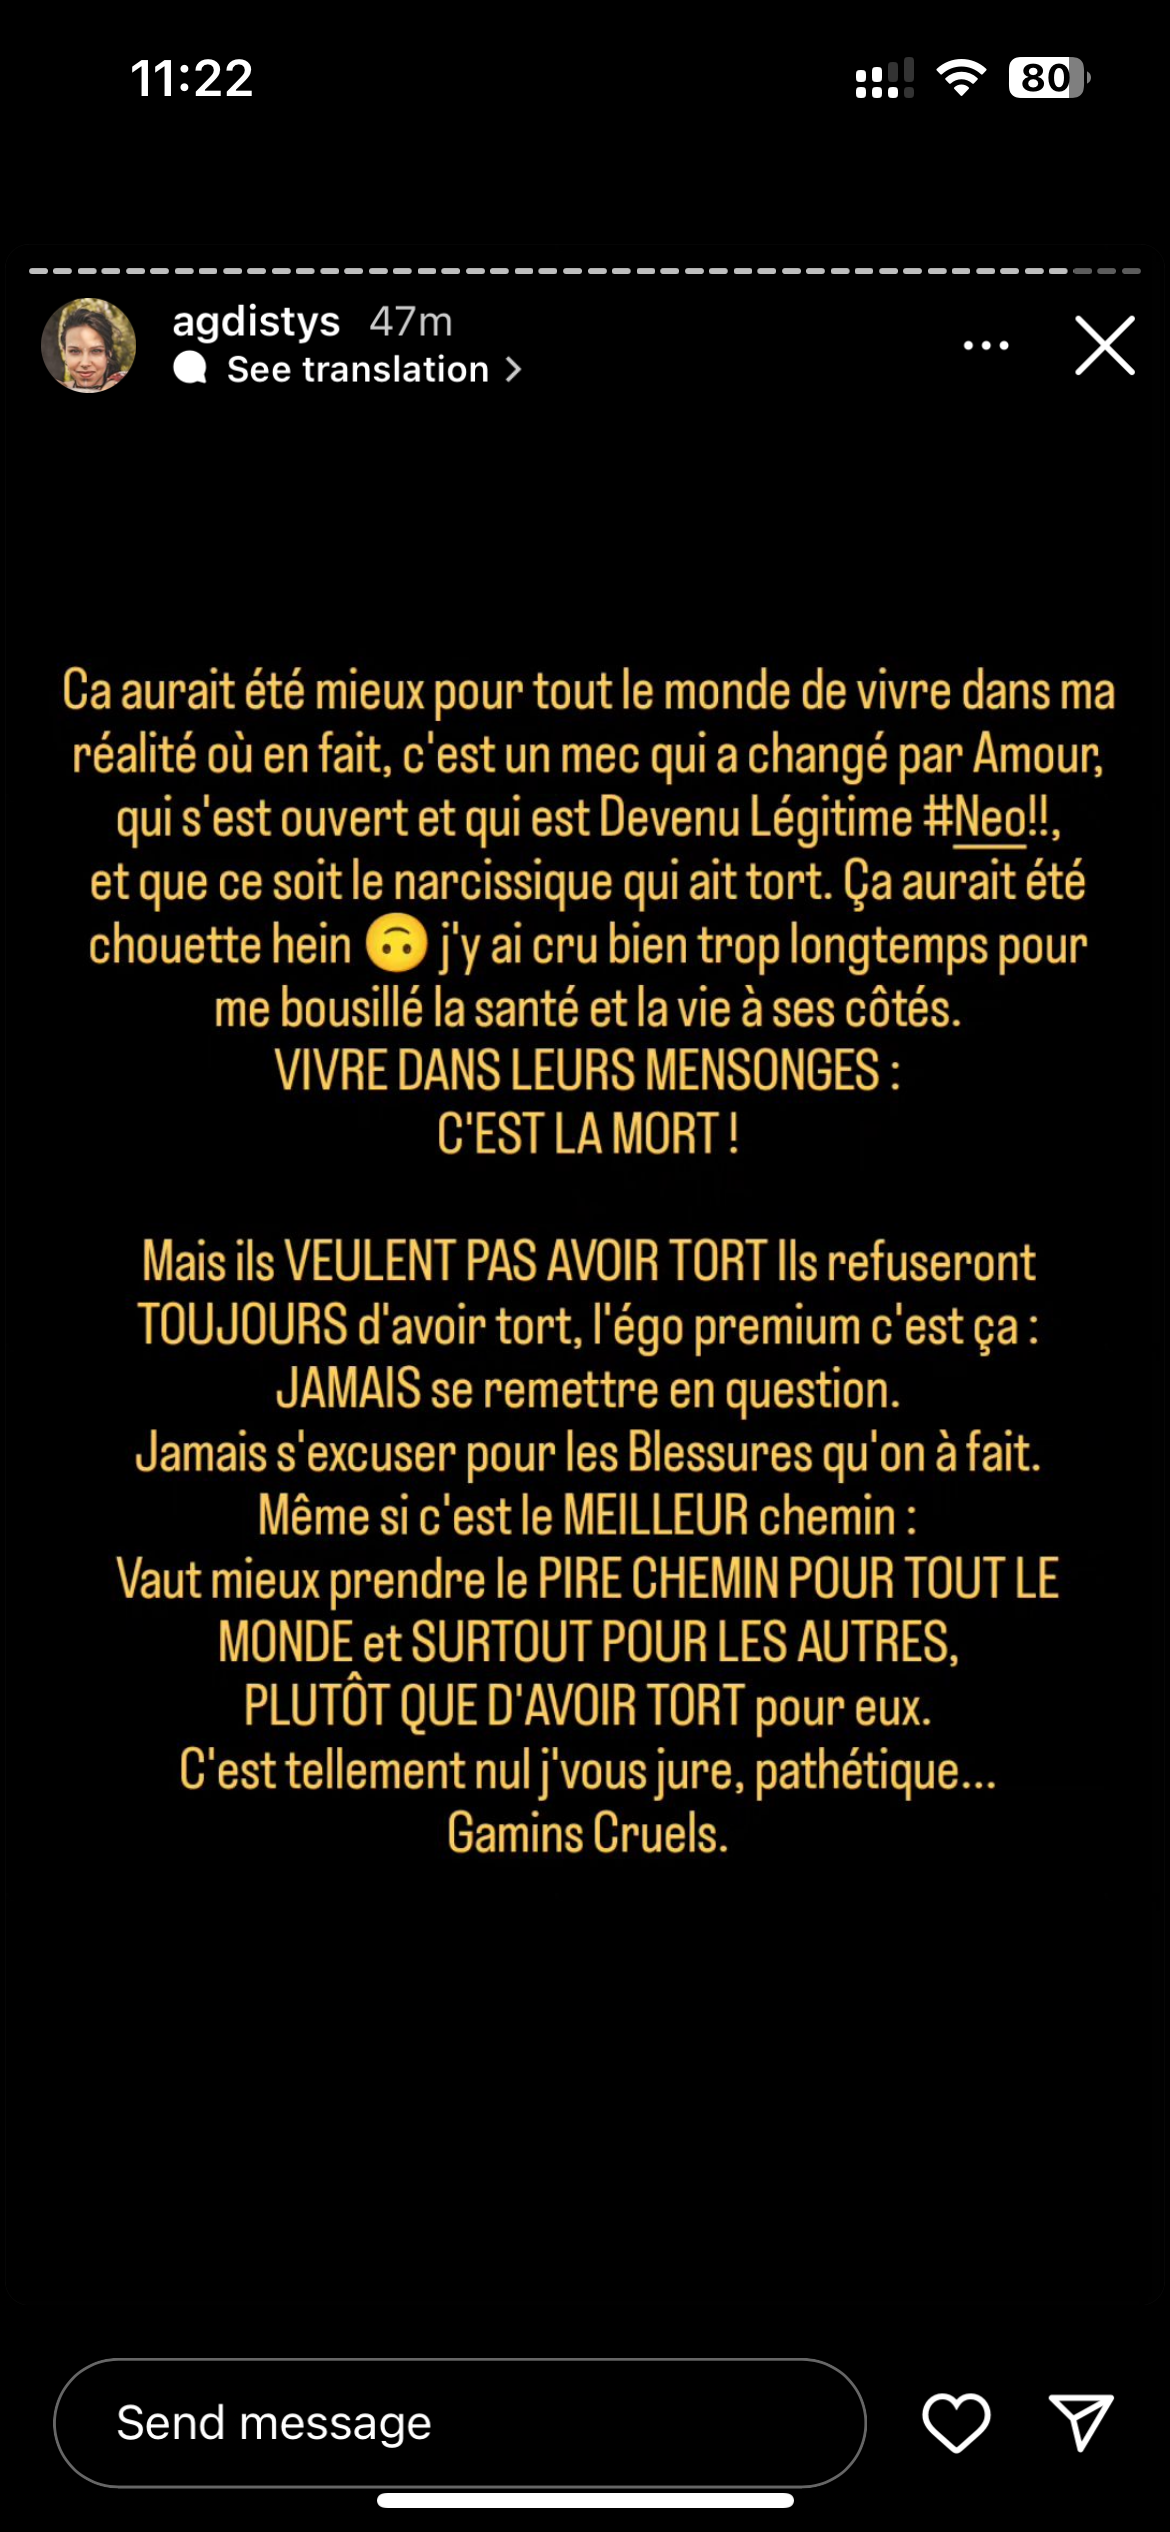 11:22
80
agdistys 47m
See translation
Ca aurait été mieux pour tout le monde de vivre dans ma
réalité où en fait, c'est un mec qui a changé par Amour,
qui s'est ouvert et qui est Devenu Légitime #Neo!!,
et que ce soit le narcissique qui ait tort. Ça aurait été
chouette hein 🙃 j'y ai cru bien trop longtemps pour
me bousillé la santé et la vie à ses côtés.
VIVRE DANS LEURS MENSONGES :
C'EST LA MORT !
Mais ils VEULENT PAS AVOIR TORT Ils refuseront
TOUJOURS d'avoir tort, l'égo premium c'est ça :
JAMAIS se remettre en question.
Jamais s'excuser pour les Blessures qu'on à fait.
Même si c'est le MEILLEUR chemin :
Vaut mieux prendre le PIRE CHEMIN POUR TOUT LE
MONDE et SURTOUT POUR LES AUTRES,
PLUTÔT QUE D'AVOIR TORT pour eux.
C'est tellement nul j'vous jure, pathétique...
Gamins Cruels.
Send message